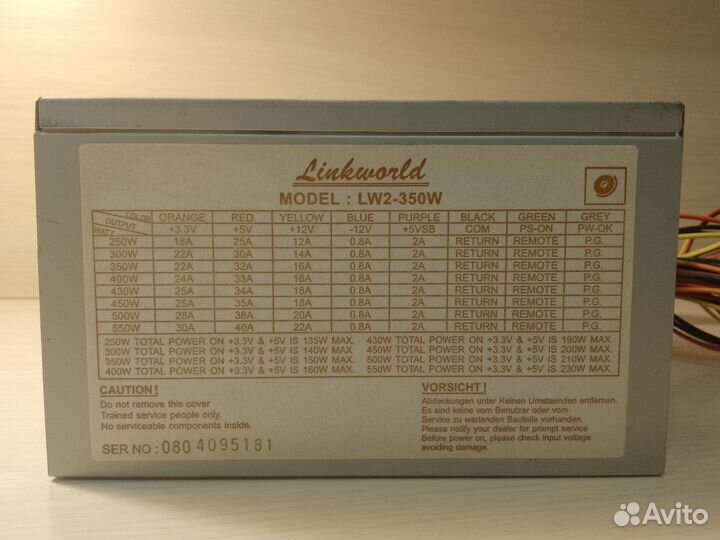 Linkworld
MODEL : LW2-350W
COLOR ORANGE RED YELLOW BLUE PURPLE BLACK GREEN GREY
OUTPUT WATT +3.3V +5V +12V -12V +5VSB COM PS-ON PW-OK
250W 18A 25A 12A 0.8A 2A RETURN REMOTE P.G.
300W 22A 30A 14A 0.8A 2A RETURN REMOTE P.G.
350W 22A 32A 16A 0.8A 2A RETURN REMOTE P.G.
400W 24A 33A 16A 0.8A 2A RETURN REMOTE P.G.
430W 25A 34A 18A 0.8A 2A RETURN REMOTE P.G.
450W 25A 35A 18A 0.8A 2A RETURN REMOTE P.G.
500W 28A 38A 20A 0.8A 2A RETURN REMOTE P.G.
550W 30A 40A 22A 0.8A 2A RETURN REMOTE P.G.
250W TOTAL POWER ON +3.3V & +5V IS 135W MAX. 430W TOTAL POWER ON +3.3V & +5V IS 190W MAX.
300W TOTAL POWER ON +3.3V & +5V IS 140W MAX. 450W TOTAL POWER ON +3.3V & +5V IS 200W MAX.
350W TOTAL POWER ON +3.3V & +5V IS 150W MAX. 500W TOTAL POWER ON +3.3V & +5V IS 210W MAX.
400W TOTAL POWER ON +3.3V & +5V IS 160W MAX. 550W TOTAL POWER ON +3.3V & +5V IS 230W MAX.
CAUTION !
Do not remove this cover
Trained service people only.
No serviceable components inside.
SER NO: 080 4095181
VORSICHT !
Abdeckungen unter Keinen Umstaenden entfernen.
Es sind keine vom Benutzer oder vom
Service zu wartenden Bauteile vorhanden.
Please notify your dealer for prompt service
Before power on, please check input voltage
avoiding damage.
Avito